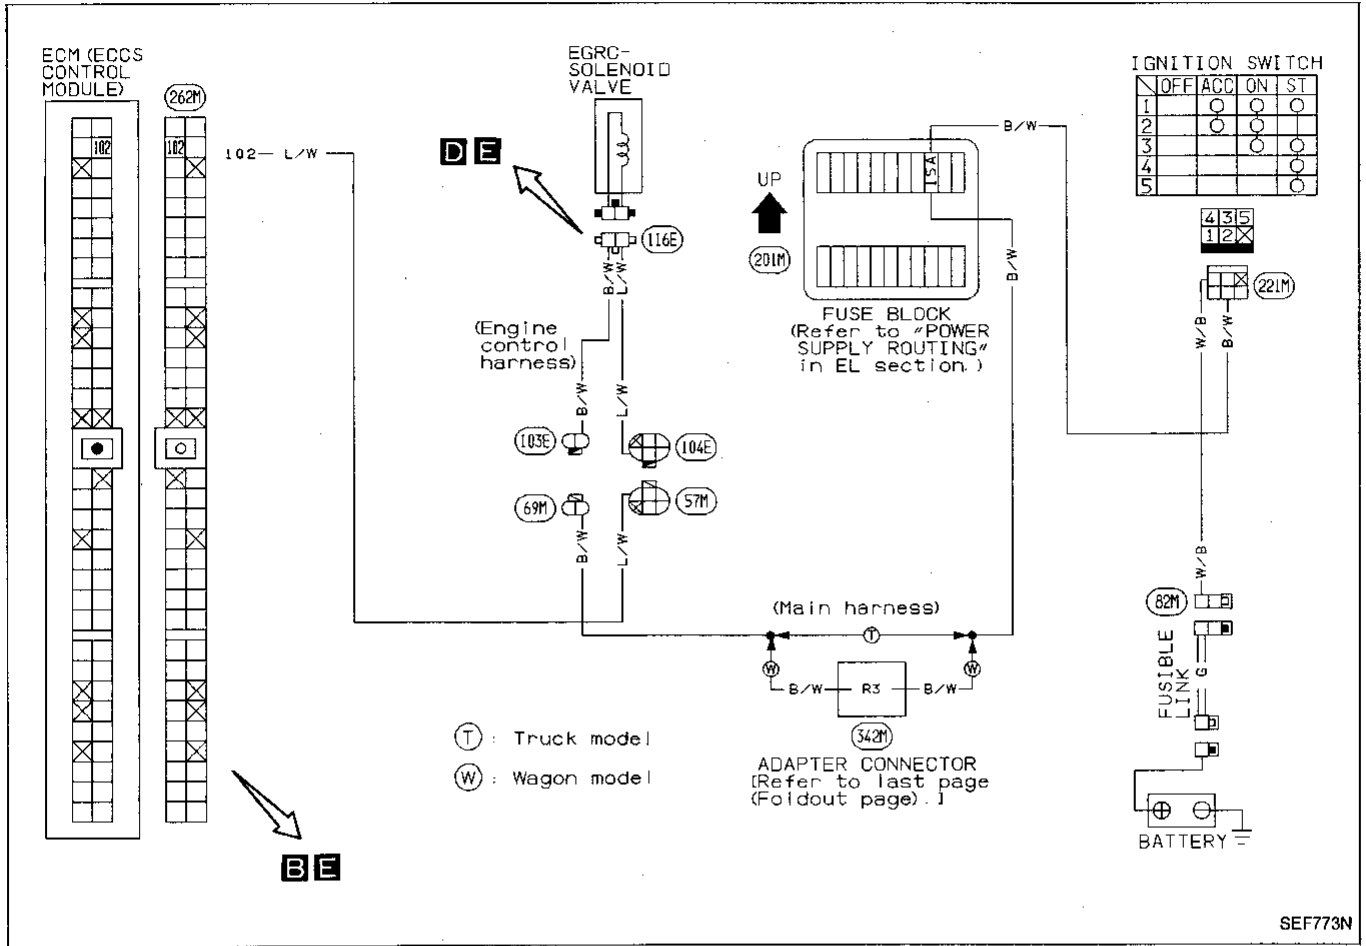 ECM (ECCS
CONTROL
MODULE)
262M
102
102
102 L/W
EGRC-
SOLENOID
VALVE
D E
116E
B/W
L/W
(Engine
control
harness)
B/W
L/W
103E
104E
69M
57M
B/W
L/W
UP
201M
15A
FUSE BLOCK
(Refer to "POWER
SUPPLY ROUTING"
in EL section.)
B/W
B/W
IGNITION SWITCH
OFF ACC ON ST
1
2
3
4
5
4 3 5
1 2
221M
W/B
B/W
W/B
82M
FUSIBLE
LINK
G
BATTERY
(Main harness)
T
W
W
B/W
R3
B/W
342M
ADAPTER CONNECTOR
[Refer to last page
(Foldout page).]
T : Truck model
W : Wagon model
B E
SEF773N